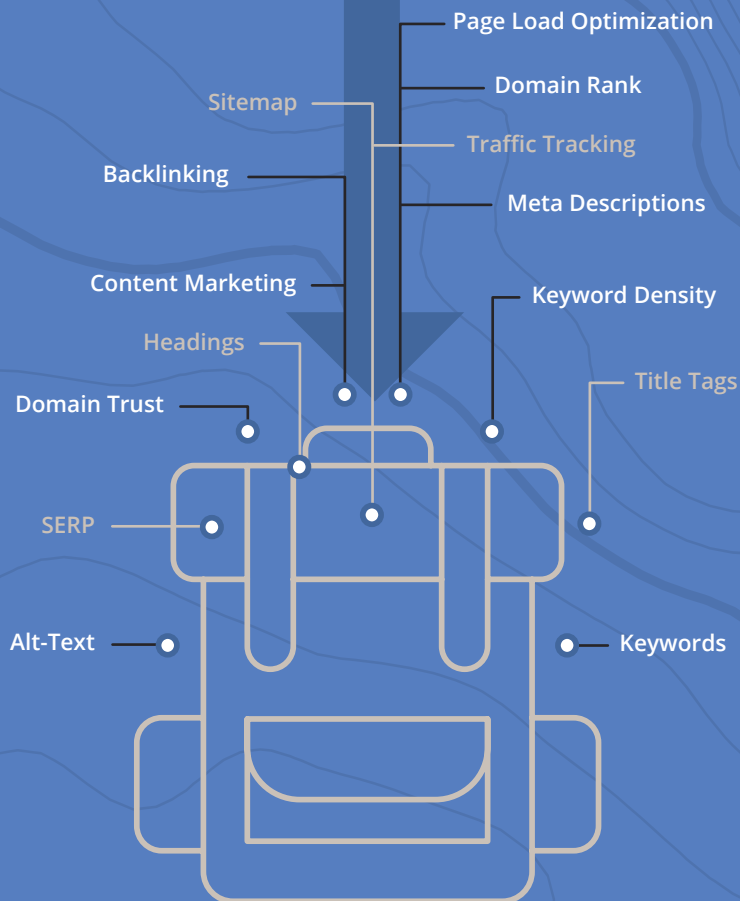 Page Load Optimization
Domain Rank
Sitemap
Traffic Tracking
Backlinking
Meta Descriptions
Content Marketing
Keyword Density
Headings
Title Tags
Domain Trust
SERP
Alt-Text
Keywords